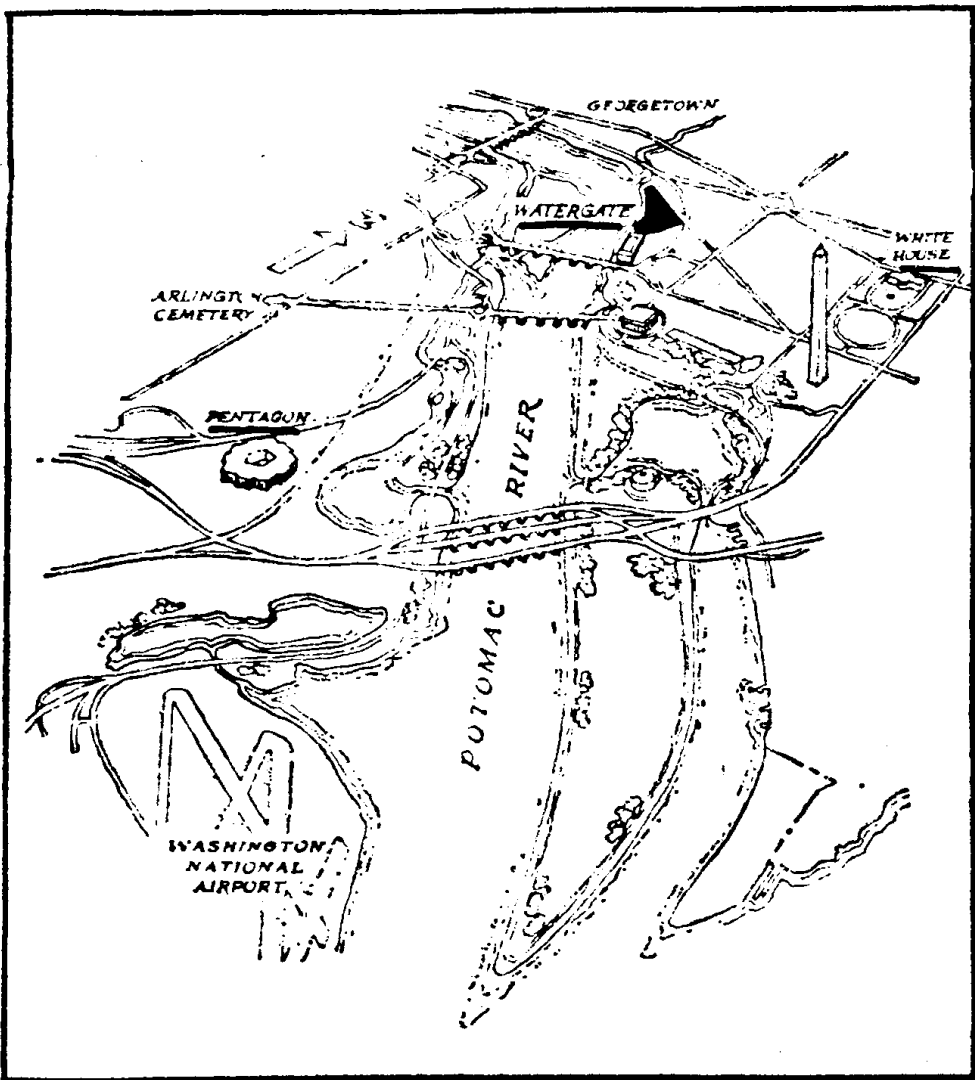 GEORGETOWN
WATERGATE
WHITE
HOUSE
ARLINGTON
CEMETERY
PENTAGON
RIVER
POTOMAC
WASHINGTON
NATIONAL
AIRPORT